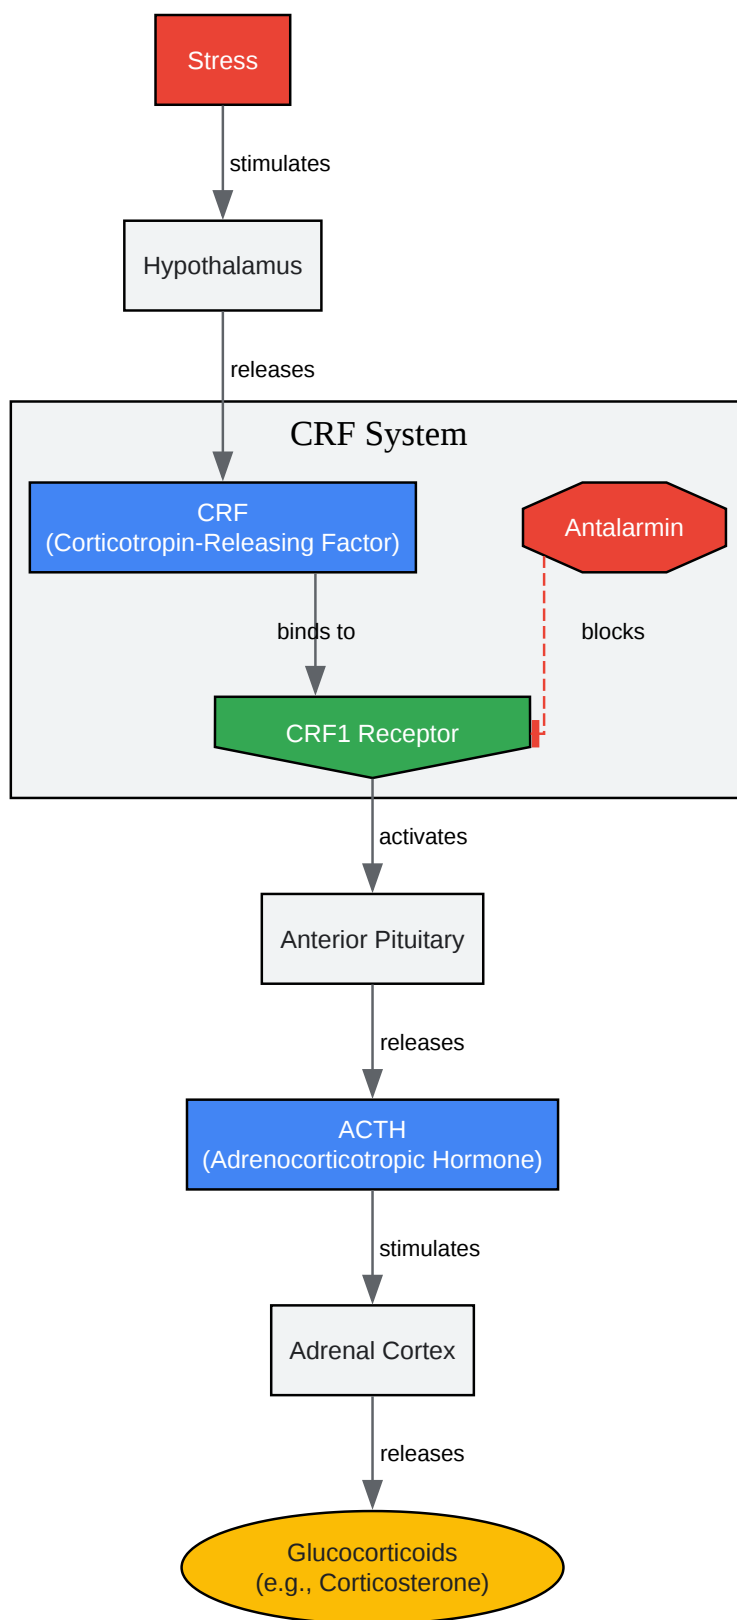 Stress
stimulates
Hypothalamus
releases
CRF System
CRF
(Corticotropin-Releasing Factor)
Antalarmin
binds to
blocks
CRF1 Receptor
activates
Anterior Pituitary
releases
ACTH
(Adrenocorticotropic Hormone)
stimulates
Adrenal Cortex
releases
Glucocorticoids
(e.g., Corticosterone)